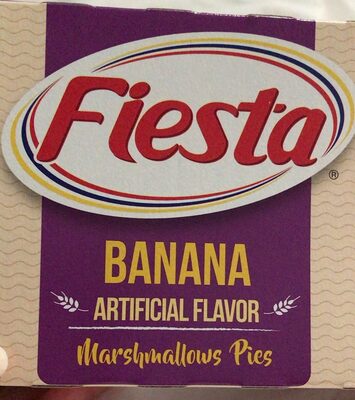 Fiesta
®
BANANA
ARTIFICIAL FLAVOR
Marshmallows Pies